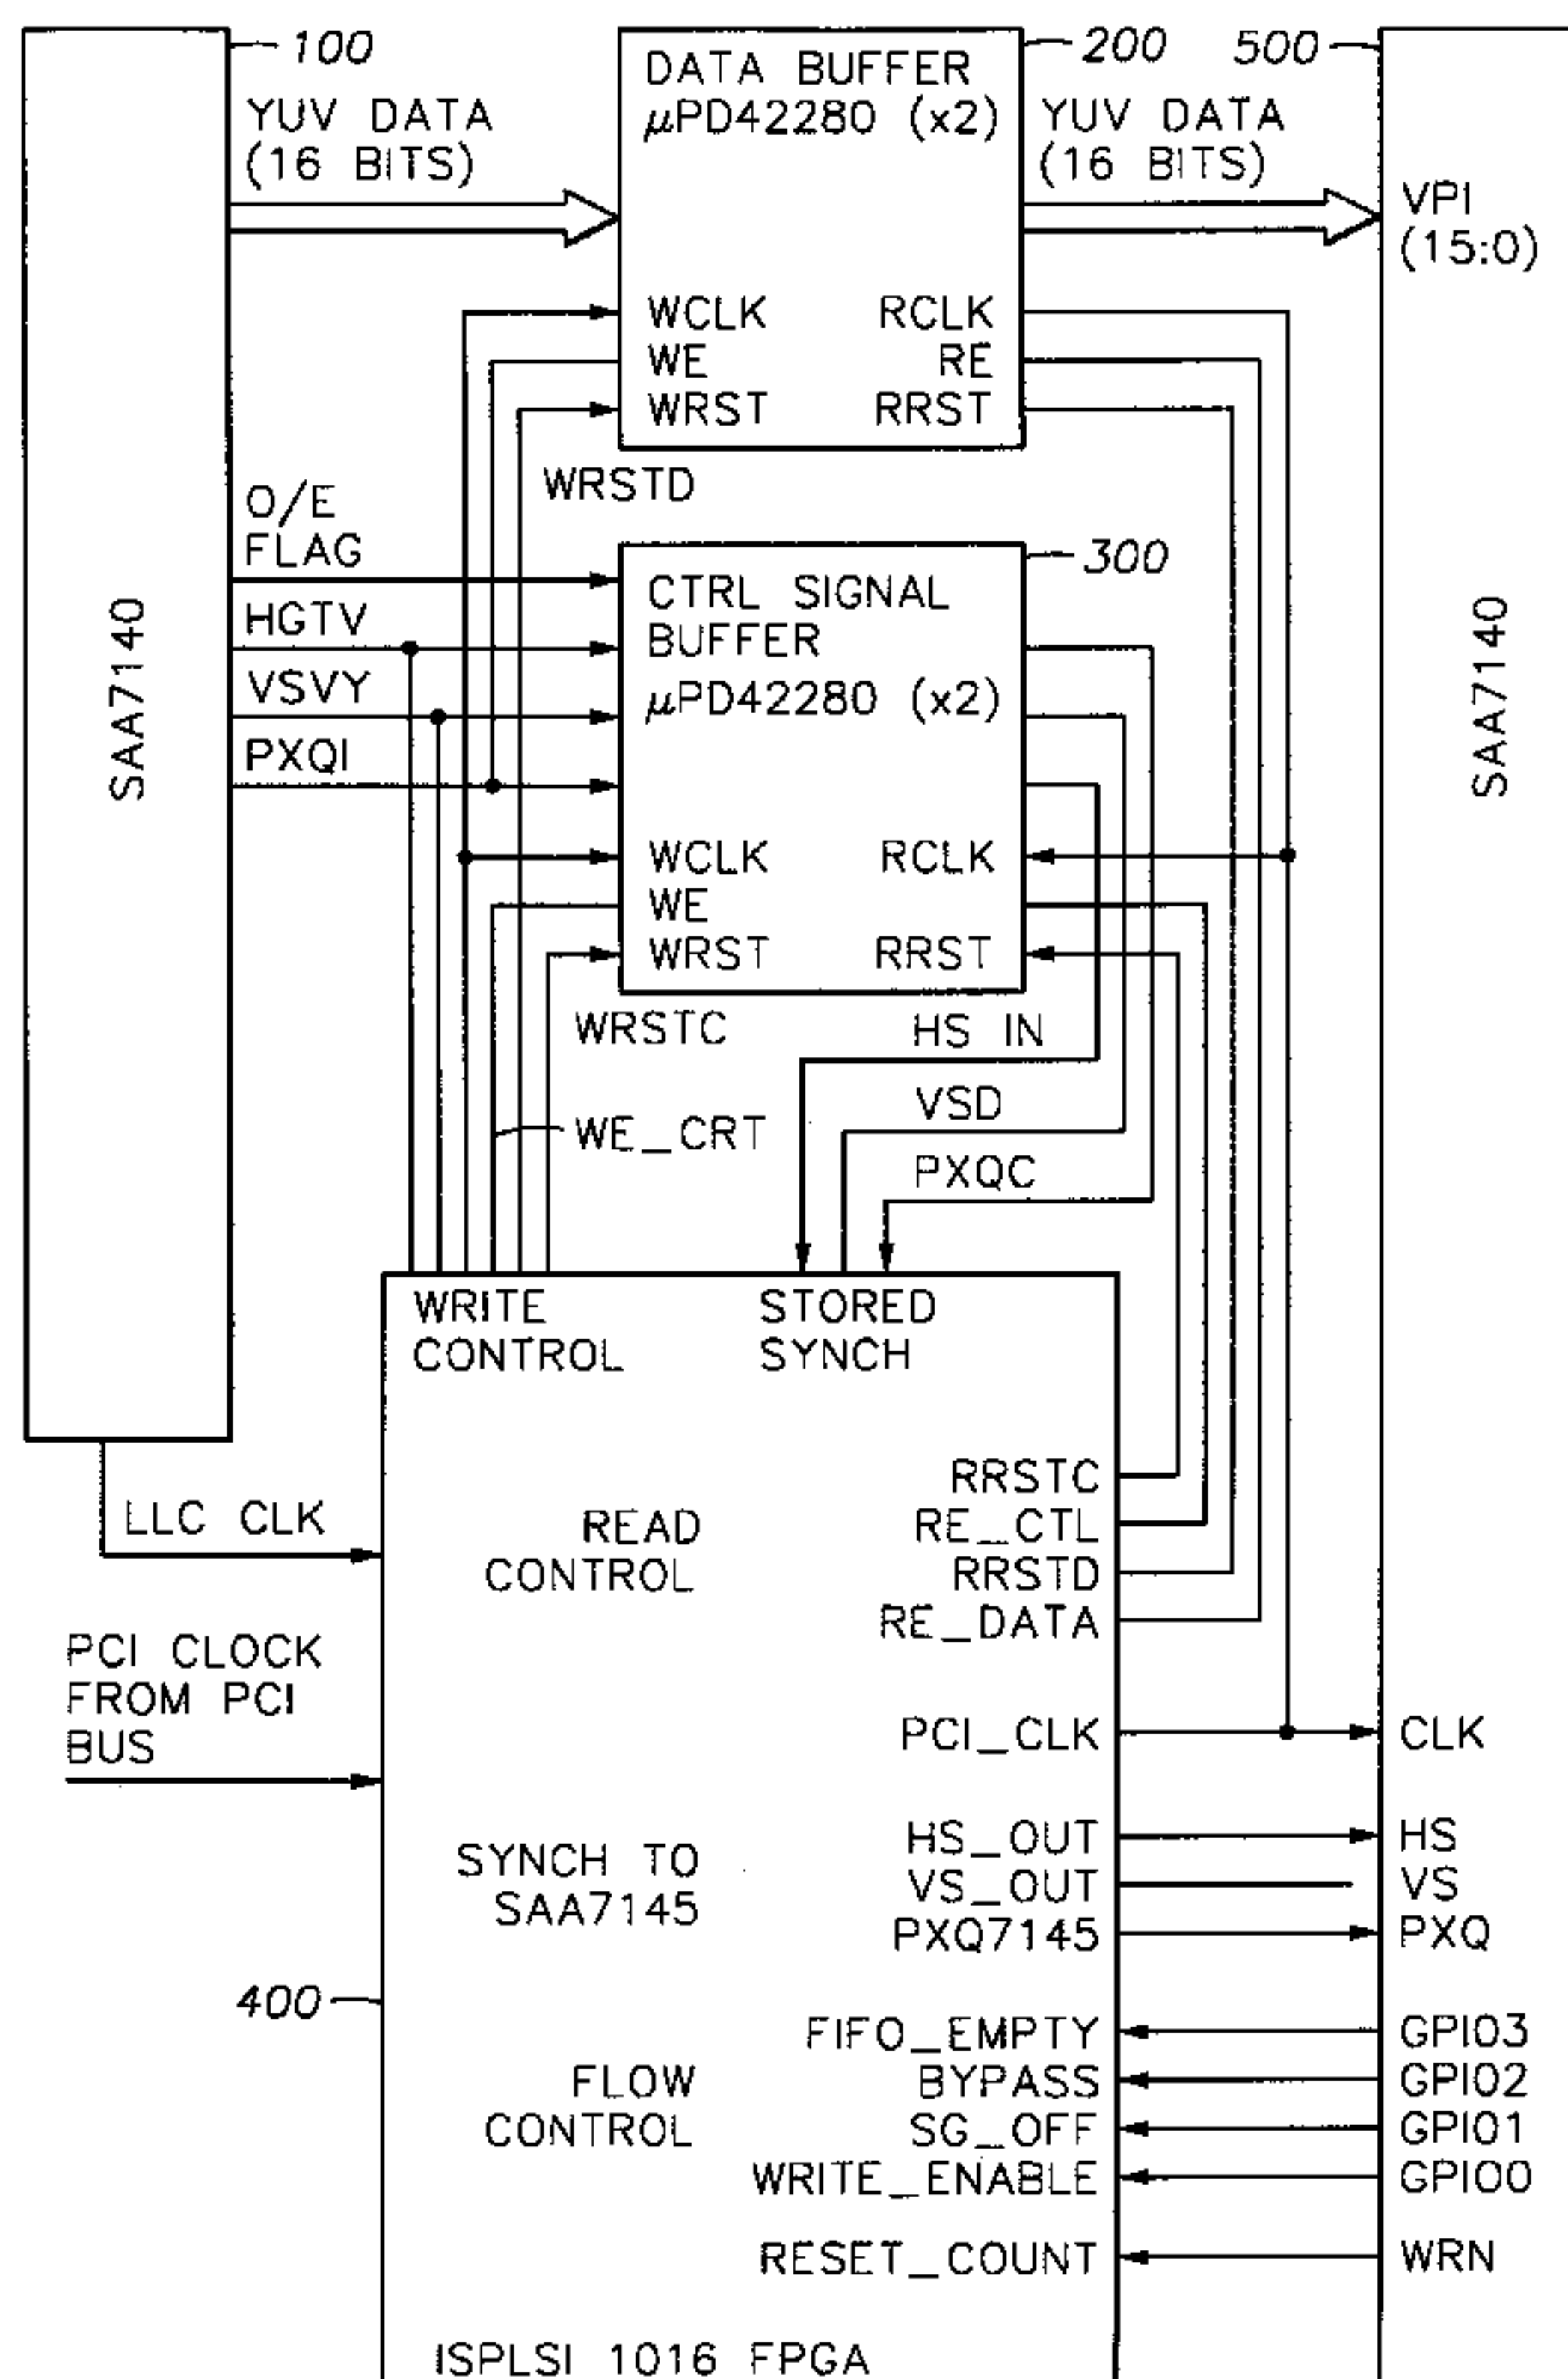 100
200
500
DATA BUFFER
µPD42280 (x2)
YUV DATA
(16 BITS)
YUV DATA
(16 BITS)
VPI
(15:0)
WCLK
RCLK
WE
RE
WRST
RRST
WRSTD
O/E
FLAG
300
CTRL SIGNAL
BUFFER
µPD42280 (x2)
HGTV
VSVY
PXQI
SAA7140
SAA7140
WCLK
RCLK
WE
WRST
RRST
WRSTC
HS IN
VSD
WE_CRT
PXQC
WRITE
CONTROL
STORED
SYNCH
LLC CLK
READ
CONTROL
RRSTC
RE_CTL
RRSTD
RE_DATA
PCI CLOCK
FROM PCI
BUS
PCI_CLK
CLK
SYNCH TO
SAA7145
HS_OUT
HS
VS_OUT
VS
PXQ7145
PXQ
400
FLOW
CONTROL
FIFO_EMPTY
GPIO3
BYPASS
GPIO2
SG_OFF
GPIO1
WRITE_ENABLE
GPIO0
RESET_COUNT
WRN
ISPLSI 1016 FPGA